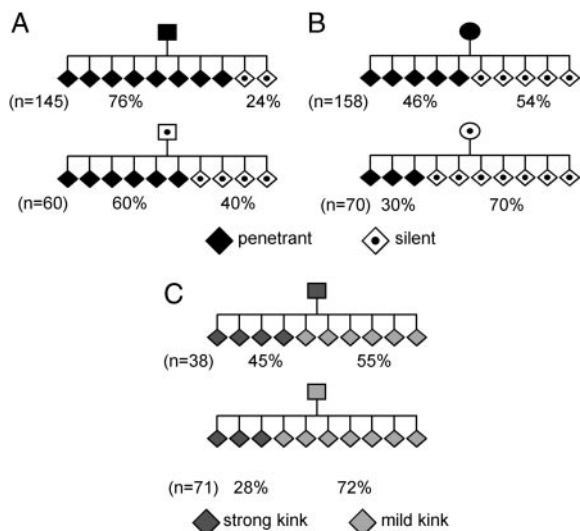 A
(n=145) 76% 24%
(n=60) 60% 40%
B
(n=158) 46% 54%
(n=70) 30% 70%
penetrant silent
C
(n=38) 45% 55%
(n=71) 28% 72%
strong kink mild kink